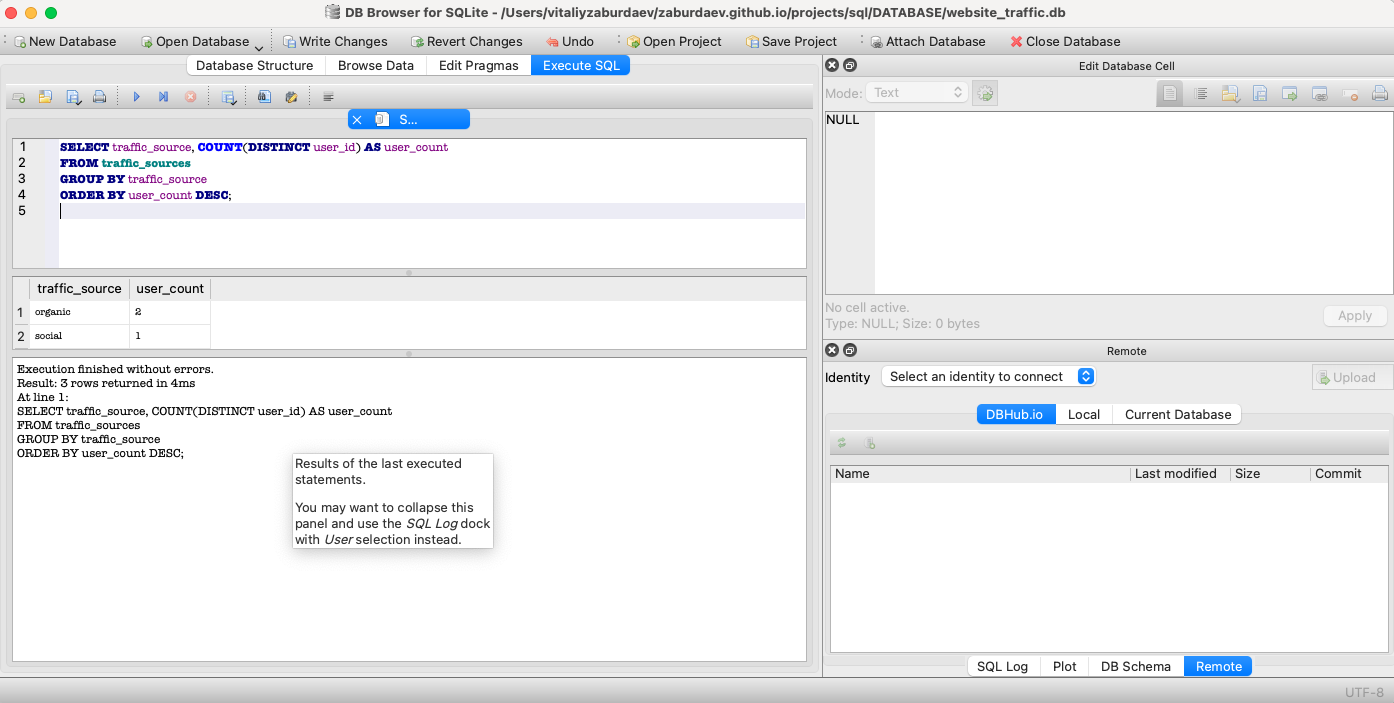 DB Browser for SQLite - /Users/vitaliyzaburdaev/zaburdaev.github.io/projects/sql/DATABASE/website_traffic.db
New Database Open Database Write Changes Revert Changes Undo Open Project Save Project Attach Database Close Database
Database Structure Browse Data Edit Pragmas Execute SQL
S...
1 SELECT traffic_source, COUNT(DISTINCT user_id) AS user_count
2 FROM traffic_sources
3 GROUP BY traffic_source
4 ORDER BY user_count DESC;
5
traffic_source user_count
1 organic 2
2 social 1
Execution finished without errors.
Result: 3 rows returned in 4ms
At line 1:
SELECT traffic_source, COUNT(DISTINCT user_id) AS user_count
FROM traffic_sources
GROUP BY traffic_source
ORDER BY user_count DESC;
Results of the last executed
statements.
You may want to collapse this
panel and use the SQL Log dock
with User selection instead.
Edit Database Cell
Mode: Text
NULL
No cell active.
Type: NULL; Size: 0 bytes
Apply
Remote
Identity Select an identity to connect Upload
DBHub.io Local Current Database
Name Last modified Size Commit
SQL Log Plot DB Schema Remote
UTF-8